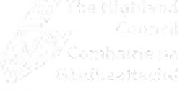 The Highland
Council
Comhairle na
Gàidhealtachd